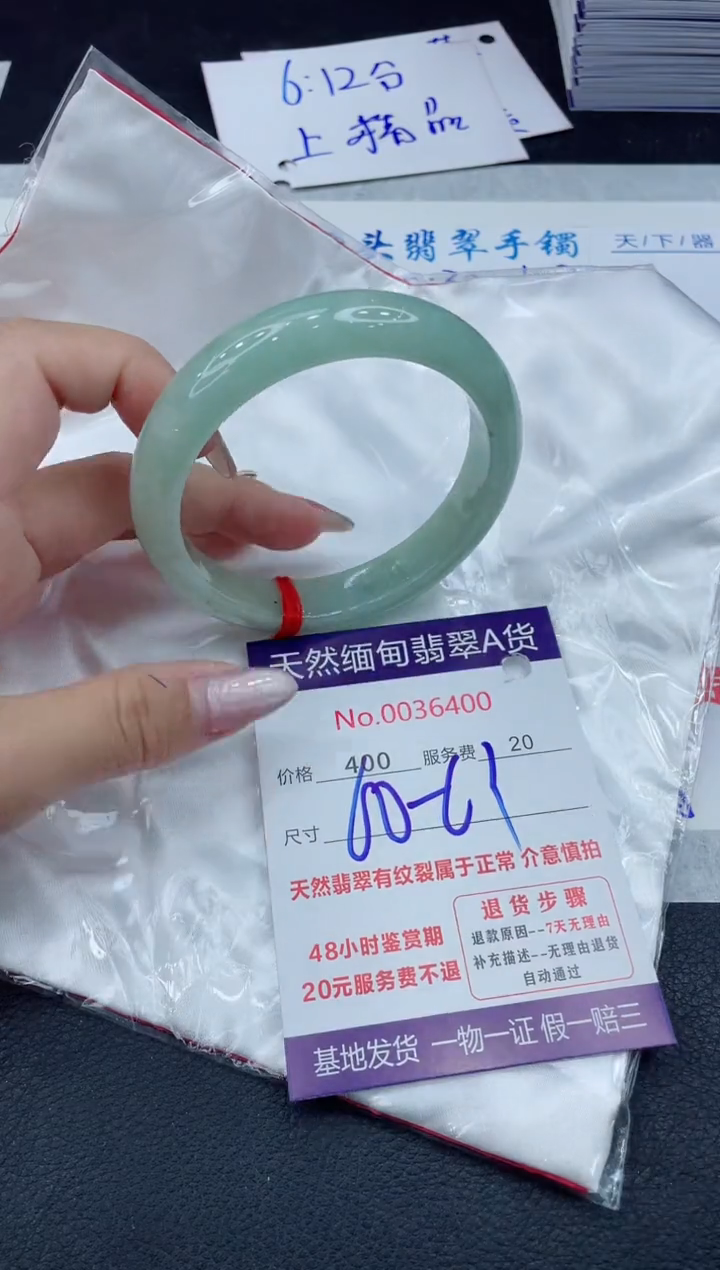 6:12合
上精品
头翡翠手镯 天/下/器
天然缅甸翡翠A货
No.0036400
价格 400 服务费 20
尺寸 60-61
天然翡翠有纹裂属于正常 介意慎拍
48小时鉴赏期
20元服务费不退
退货步骤
退款原因--7天无理由
补充描述--无理由退货
自动通过
基地发货 一物一证 假一赔三